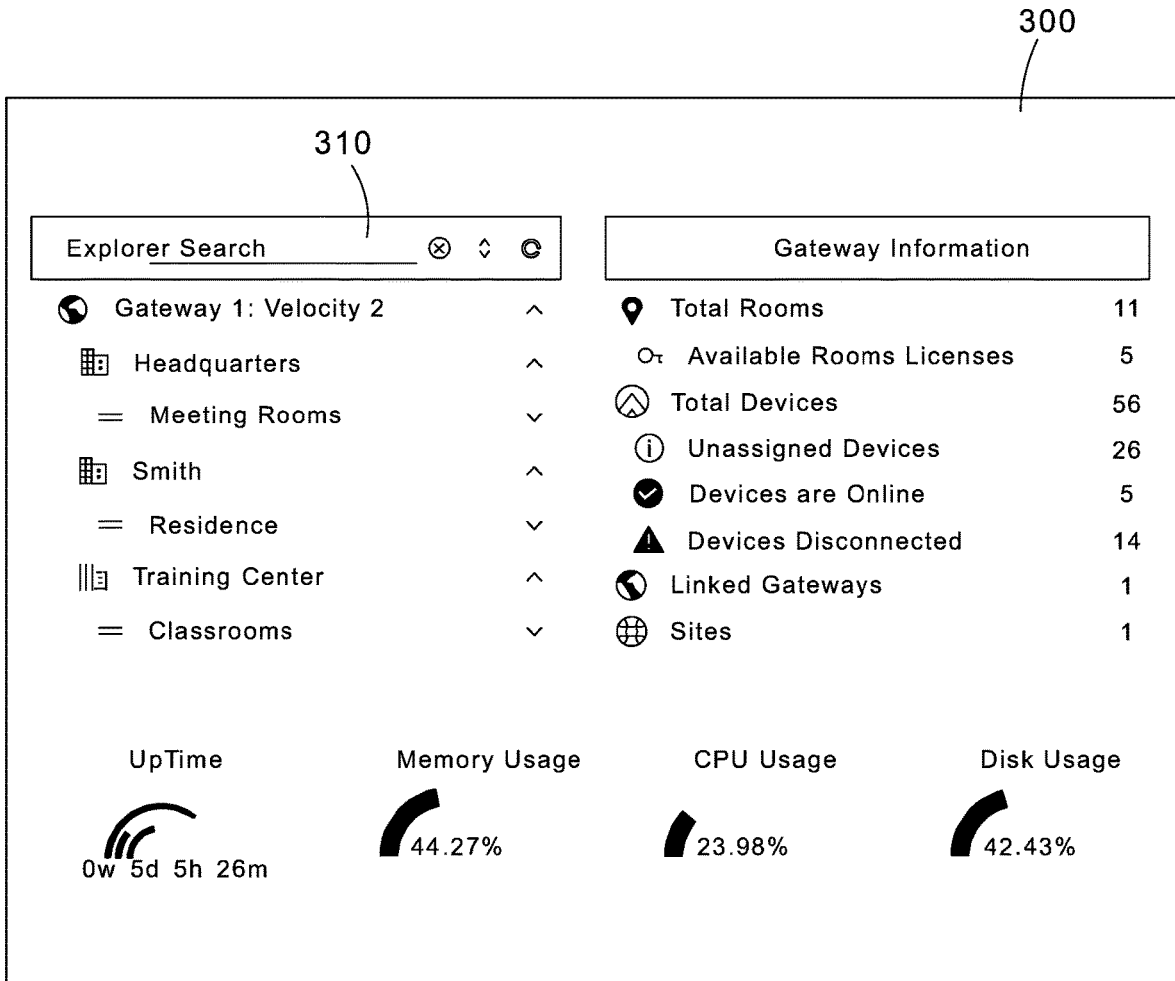 300
310
Explorer Search
Gateway 1: Velocity 2
Headquarters
Meeting Rooms
Smith
Residence
Training Center
Classrooms
Gateway Information
Total Rooms 11
Available Rooms Licenses 5
Total Devices 56
Unassigned Devices 26
Devices are Online 5
Devices Disconnected 14
Linked Gateways 1
Sites 1
UpTime
0w 5d 5h 26m
Memory Usage
44.27%
CPU Usage
23.98%
Disk Usage
42.43%